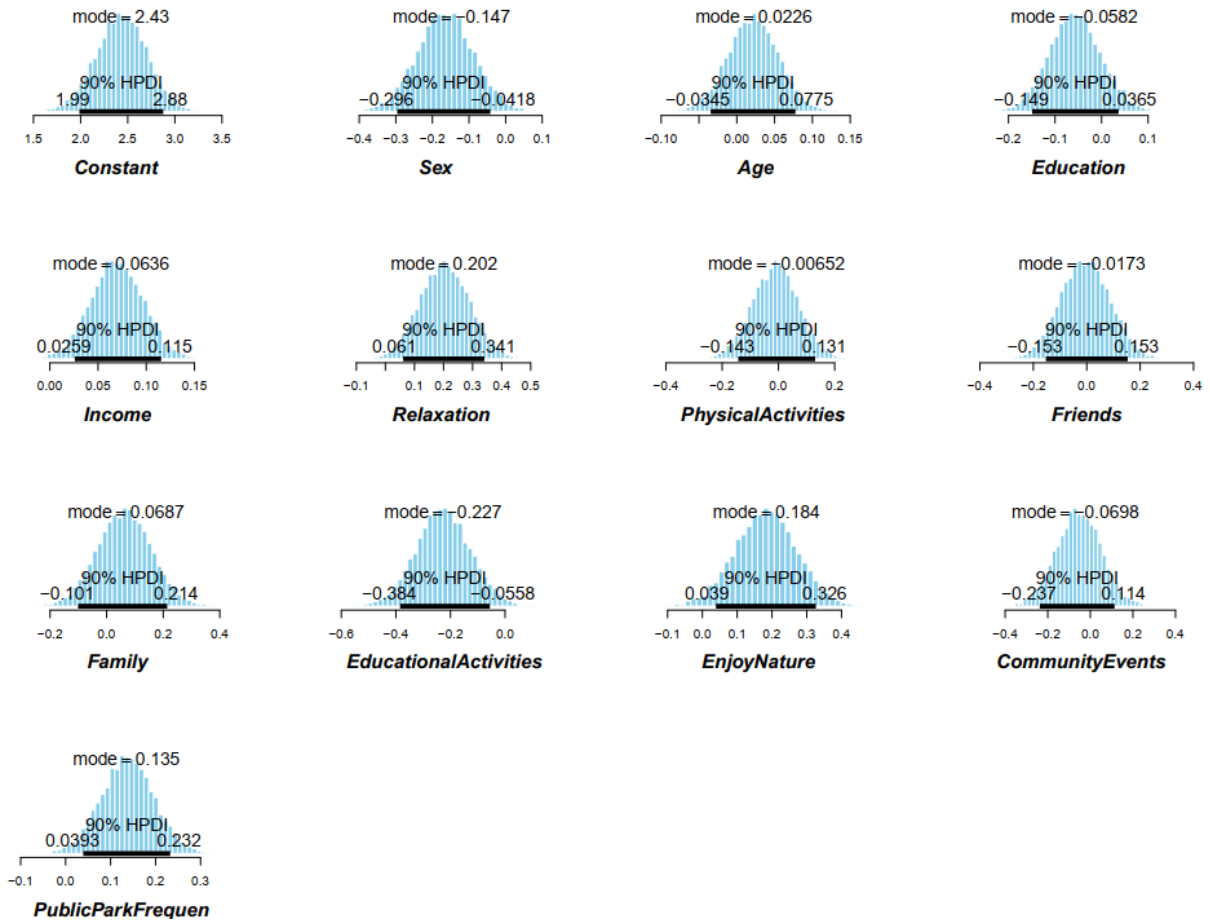 mode = 2.43
90% HPDI
1.99 2.88
1.5 2.0 2.5 3.0 3.5
Constant
mode = −0.147
90% HPDI
−0.296 −0.0418
−0.4 −0.3 −0.2 −0.1 0.0 0.1
Sex
mode = 0.0226
90% HPDI
−0.0345 0.0775
−0.10 0.00 0.05 0.10 0.15
Age
mode = −0.0582
90% HPDI
−0.149 0.0365
−0.2 −0.1 0.0 0.1
Education
mode = 0.0636
90% HPDI
0.0259 0.115
0.00 0.05 0.10 0.15
Income
mode = 0.202
90% HPDI
0.061 0.341
−0.1 0.1 0.2 0.3 0.4 0.5
Relaxation
mode = −0.00652
90% HPDI
−0.143 0.131
−0.4 −0.2 0.0 0.2
PhysicalActivities
mode = −0.0173
90% HPDI
−0.153 0.153
−0.4 −0.2 0.0 0.2 0.4
Friends
mode = 0.0687
90% HPDI
−0.101 0.214
−0.2 0.0 0.2 0.4
Family
mode = −0.227
90% HPDI
−0.384 −0.0558
−0.6 −0.4 −0.2 0.0
EducationalActivities
mode = 0.184
90% HPDI
0.039 0.326
−0.1 0.0 0.1 0.2 0.3 0.4
EnjoyNature
mode = −0.0698
90% HPDI
−0.237 0.114
−0.4 −0.2 0.0 0.2 0.4
CommunityEvents
mode = 0.135
90% HPDI
0.0393 0.232
−0.1 0.0 0.1 0.2 0.3
PublicParkFrequen